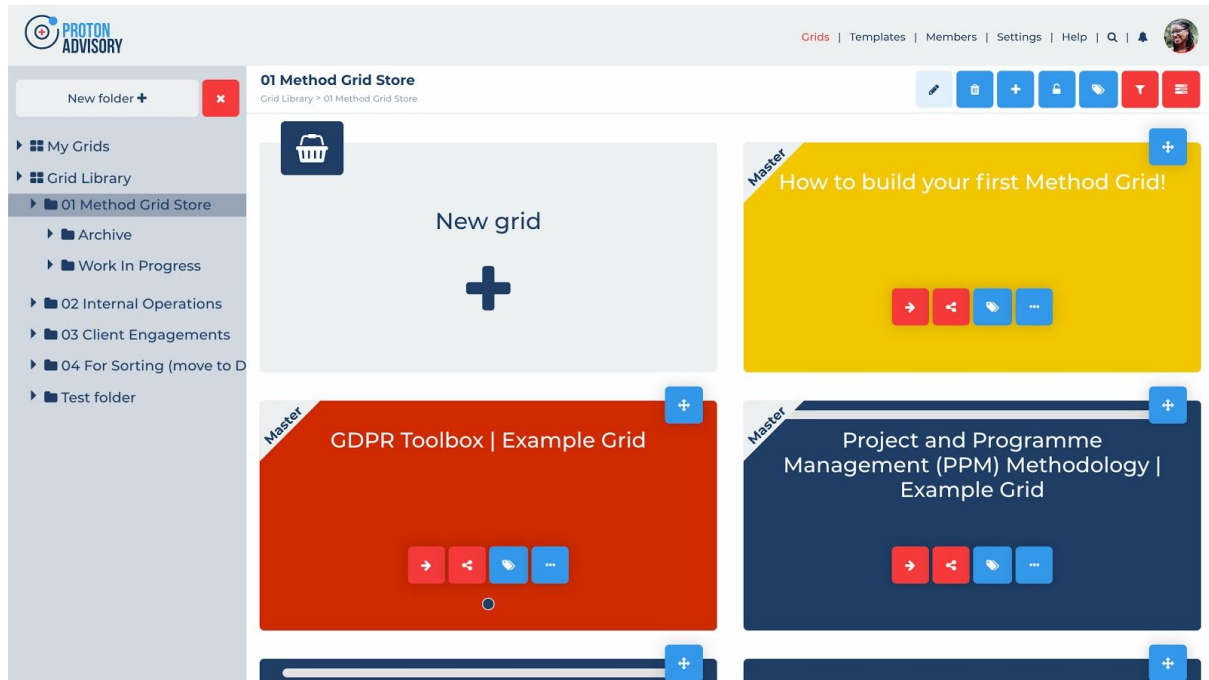 PROTON
ADVISORY
Grids | Templates | Members | Settings | Help | |
New folder
01 Method Grid Store
Grid Library > 01 Method Grid Store
My Grids
Grid Library
01 Method Grid Store
Archive
Work In Progress
02 Internal Operations
03 Client Engagements
04 For Sorting (move to D
Test folder
New grid
Master
How to build your first Method Grid!
Master
GDPR Toolbox | Example Grid
Master
Project and Programme
Management (PPM) Methodology |
Example Grid